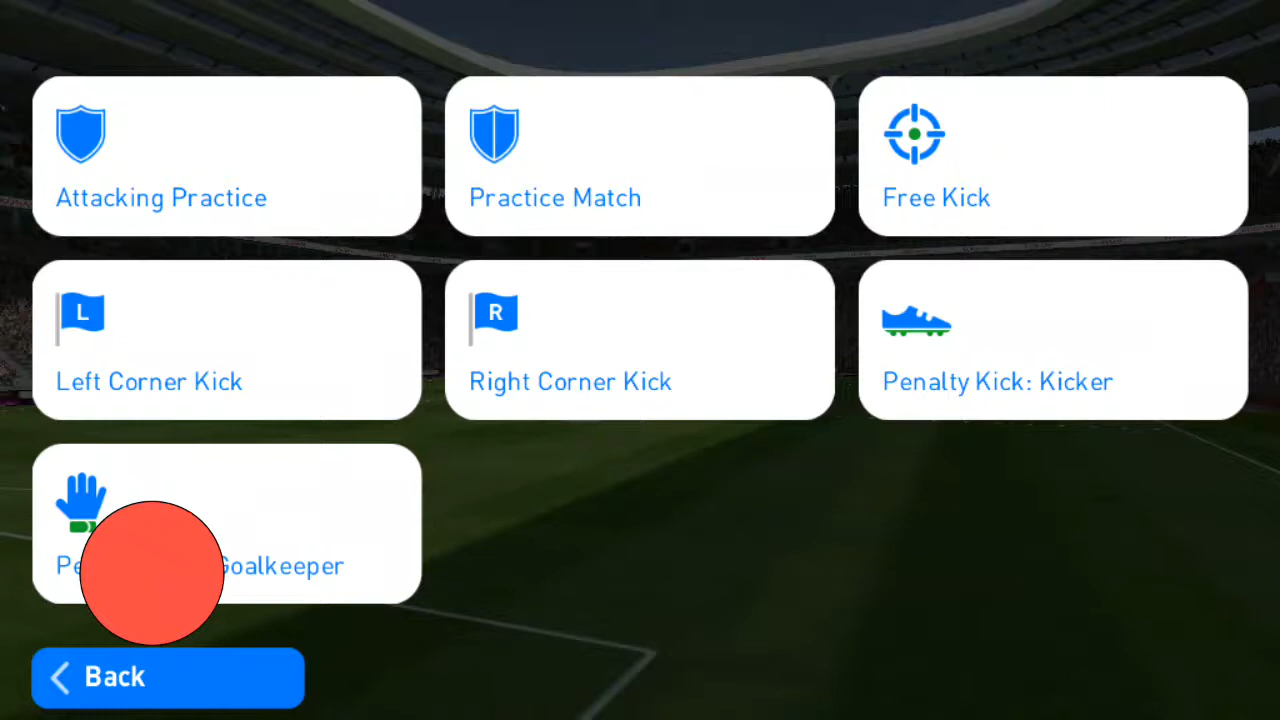 Attacking Practice
Practice Match
Free Kick
L
Left Corner Kick
R
Right Corner Kick
Penalty Kick: Kicker
Goalkeeper
Back